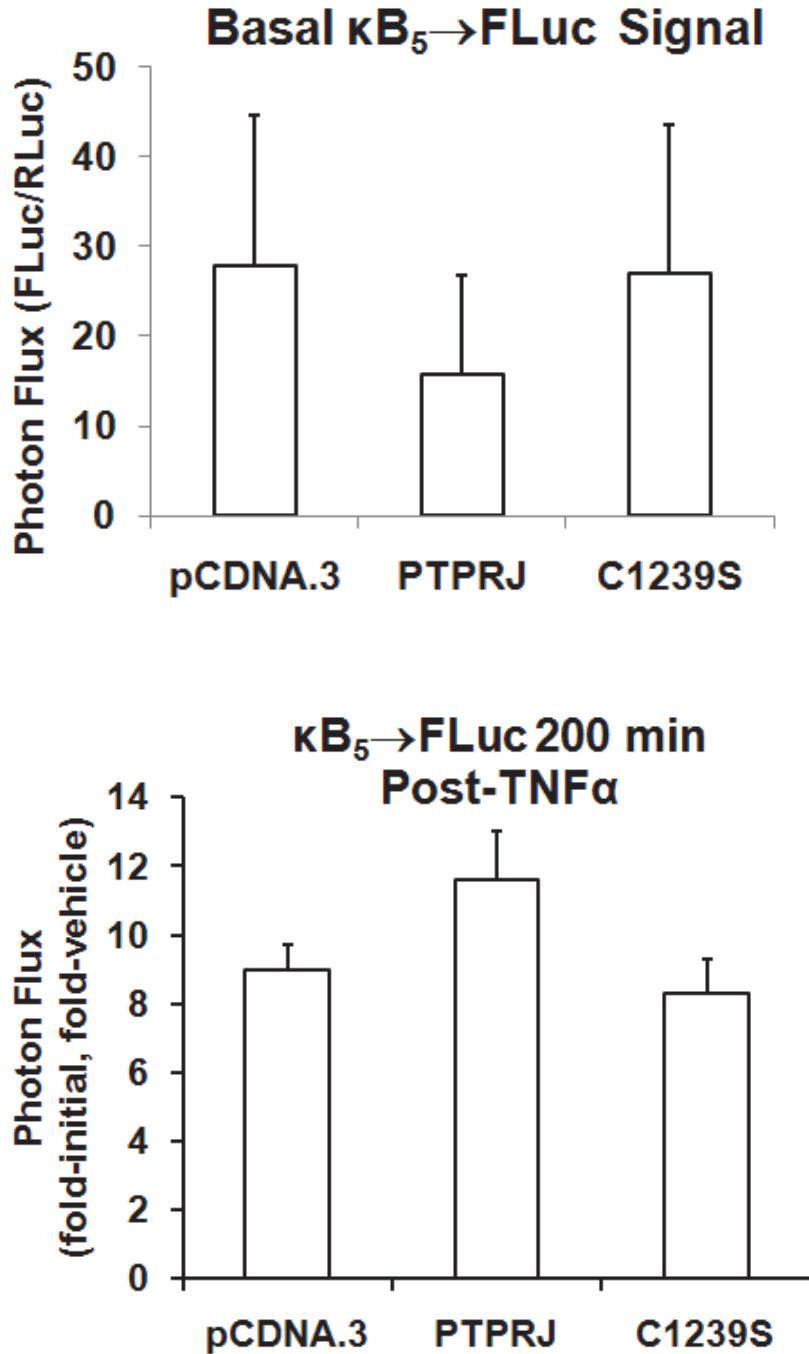 Basal κB₅→FLuc Signal
Photon Flux (FLuc/RLuc)
50
40
30
20
10
0
pCDNA.3 PTPRJ C1239S
κB₅→FLuc 200 min
Post-TNFα
Photon Flux
(fold-initial, fold-vehicle)
14
12
10
8
6
4
2
0
pCDNA.3 PTPRJ C1239S